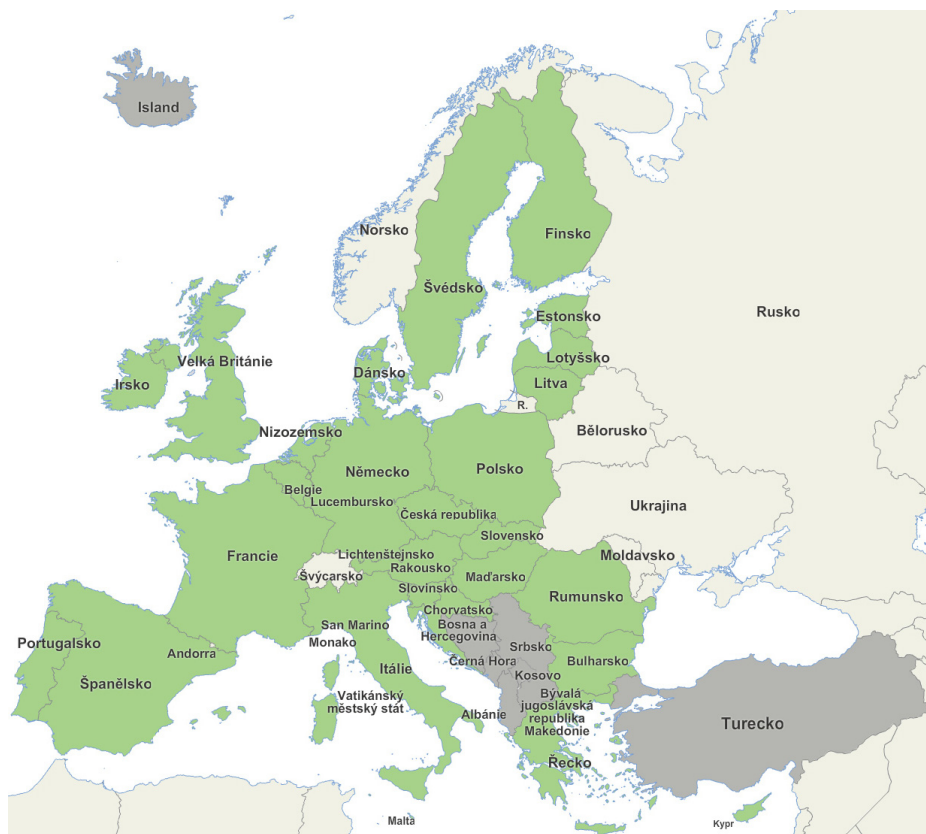 Island
Norsko
Finsko
Švédsko
Rusko
Estonsko
Velká Británie
Lotyšsko
Dánsko
Irsko
Litva
R.
Nizozemsko
Bělorusko
Německo
Polsko
Belgie
Lucembursko
Ukrajina
Česká republika
Slovensko
Francie
Lichtenštejnsko
Moldavsko
Rakousko
Švýcarsko
Maďarsko
Slovinsko
Rumunsko
Chorvatsko
San Marino
Bosna a
Hercegovina
Portugalsko
Monako
Srbsko
Andorra
Černá Hora
Bulharsko
Itálie
Kosovo
Španělsko
Vatikánský
městský stát
Bývalá
jugoslávská
republika
Makedonie
Albánie
Turecko
Řecko
Malta
Kypr